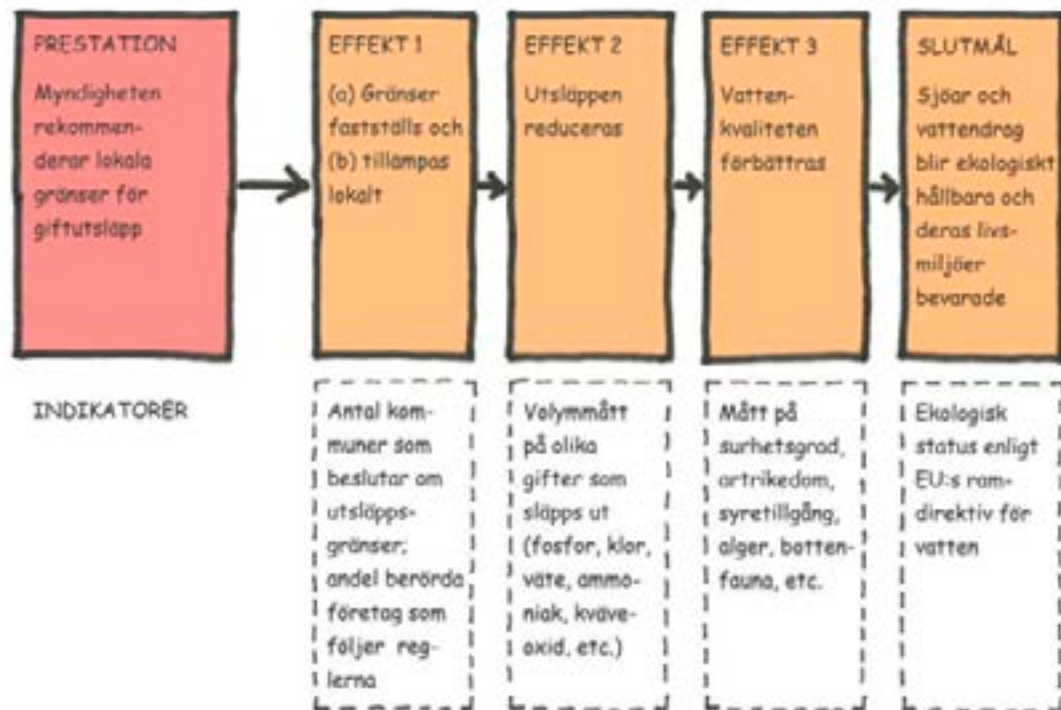 PRESTATION
Myndigheten
rekommen-
derar lokala
gränser för
giftutsläpp
EFFEKT 1
(a) Gränser
fastställs och
(b) tillämpas
lokalt
EFFEKT 2
Utsläppen
reduceras
EFFEKT 3
Vatten-
kvaliteten
förbättras
SLUTMÅL
Sjöar och
vattendrag
blir ekologiskt
hållbara och
deras livs-
miljöer
bevarade
INDIKATORER
Antal kom-
muner som
beslutar om
utsläpps-
gränser;
andel berörda
företag som
följer reg-
lerna
Volymmått
på olika
gifter som
släpps ut
(fosfor, klor,
väte, ammo-
niak, kväve-
oxid, etc.)
Mått på
surhetsgrad,
artrikedom,
syretillgång,
alger, botten-
fauna, etc.
Ekologisk
status enligt
EU:s ram-
direktiv för
vatten